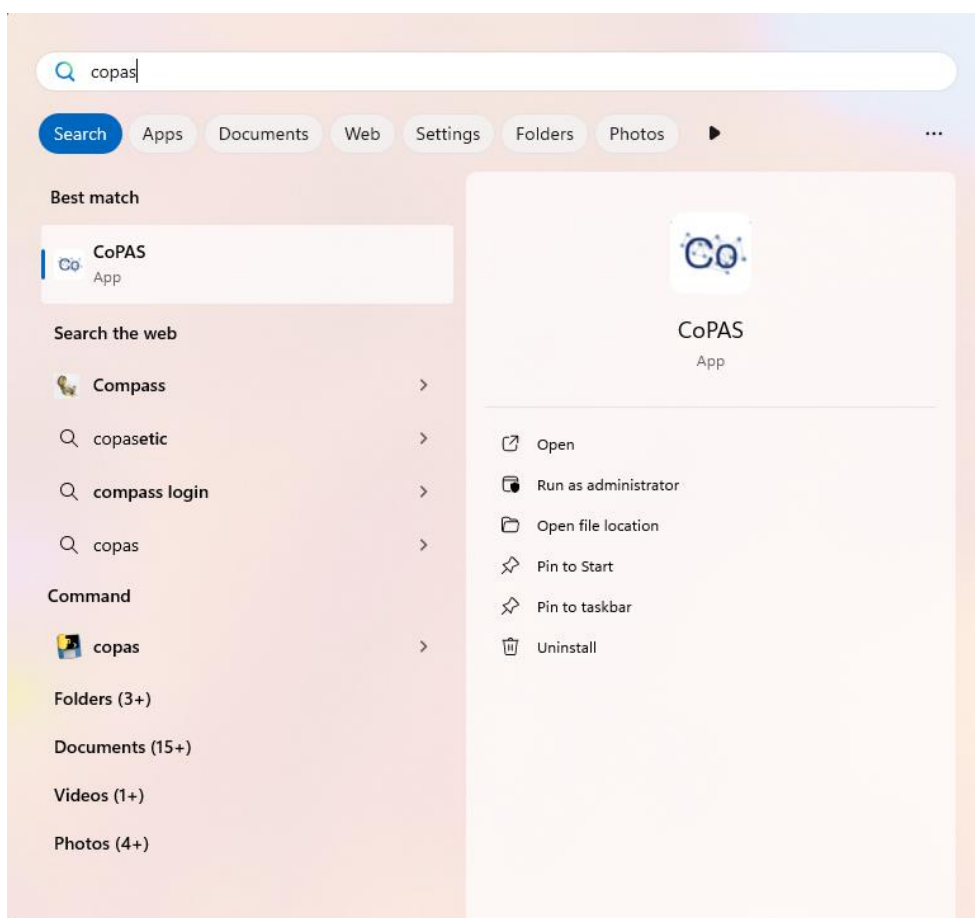 copas
Search Apps Documents Web Settings Folders Photos
Best match
CoPAS
App
Search the web
Compass
copasetic
compass login
copas
Command
copas
Folders (3+)
Documents (15+)
Videos (1+)
Photos (4+)
Co
CoPAS
App
Open
Run as administrator
Open file location
Pin to Start
Pin to taskbar
Uninstall